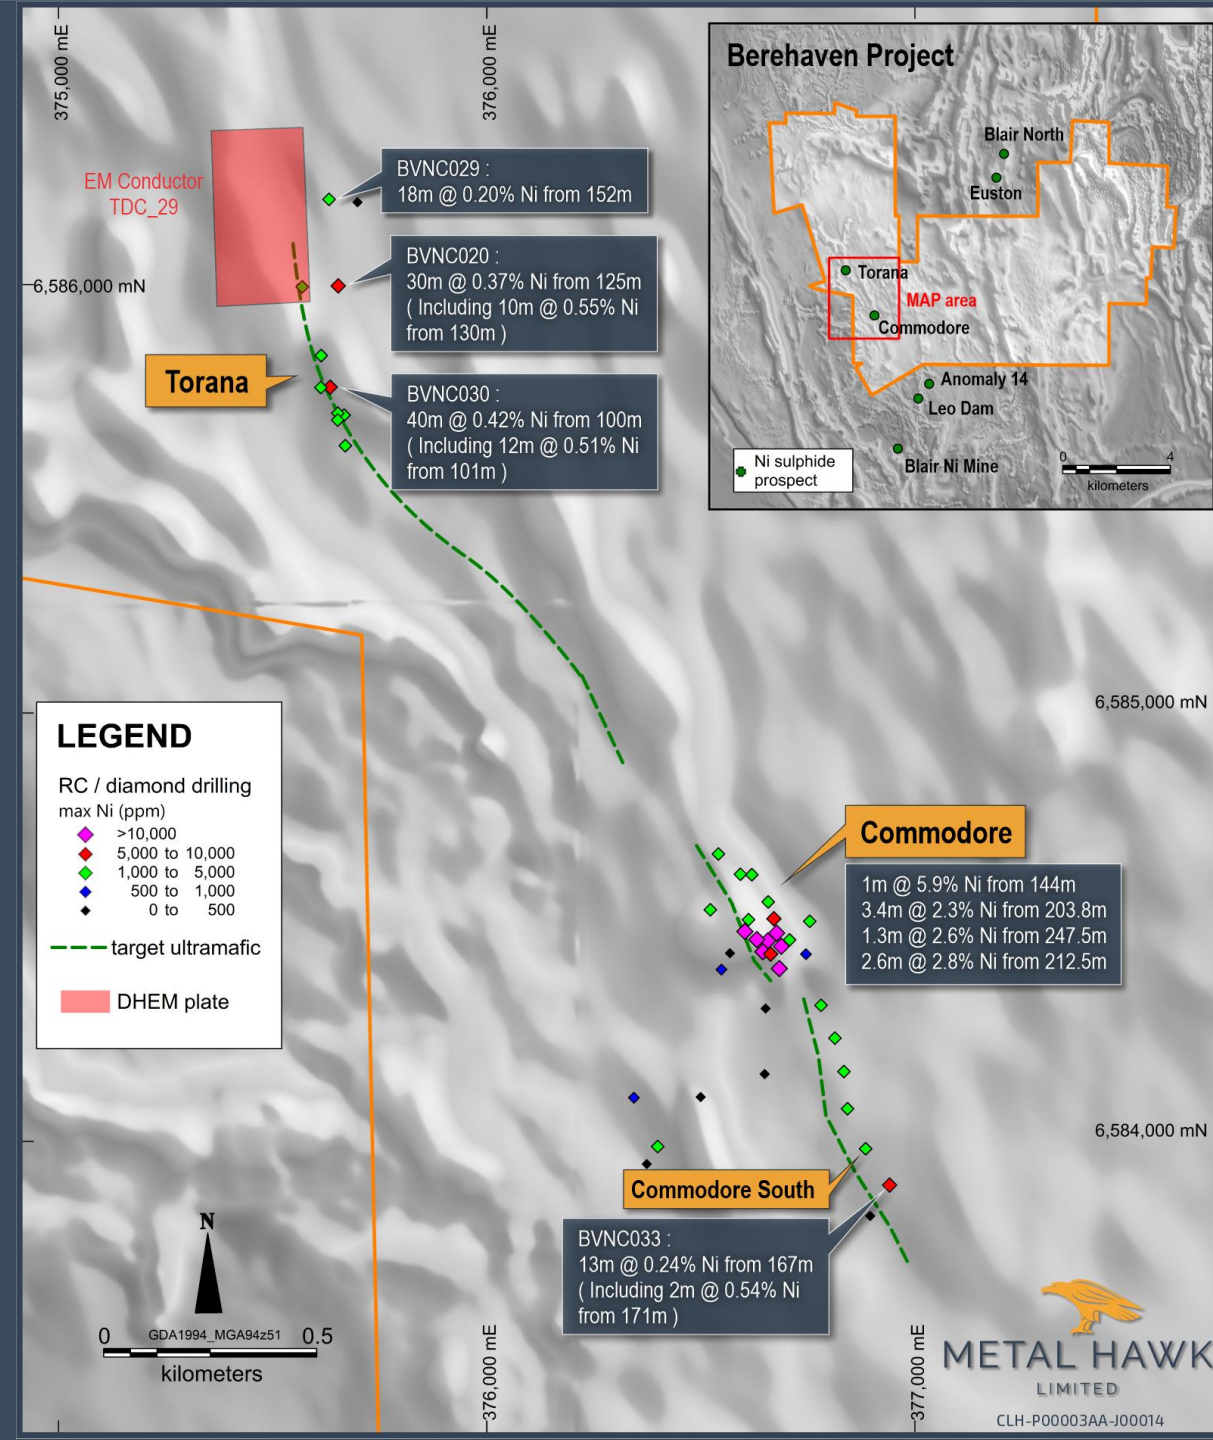 375,000 mE
376,000 mE
Berehaven Project
Blair North
Euston
Torana
MAP area
Commodore
Anomaly 14
Leo Dam
Blair Ni Mine
Ni sulphide
prospect
0 4
kilometers
EM Conductor
TDC_29
BVNC029 :
18m @ 0.20% Ni from 152m
BVNC020 :
30m @ 0.37% Ni from 125m
( Including 10m @ 0.55% Ni
from 130m )
6,586,000 mN
Torana
BVNC030 :
40m @ 0.42% Ni from 100m
( Including 12m @ 0.51% Ni
from 101m )
6,585,000 mN
LEGEND
RC / diamond drilling
max Ni (ppm)
>10,000
5,000 to 10,000
1,000 to 5,000
500 to 1,000
0 to 500
target ultramafic
DHEM plate
Commodore
1m @ 5.9% Ni from 144m
3.4m @ 2.3% Ni from 203.8m
1.3m @ 2.6% Ni from 247.5m
2.6m @ 2.8% Ni from 212.5m
6,584,000 mN
Commodore South
BVNC033 :
13m @ 0.24% Ni from 167m
( Including 2m @ 0.54% Ni
from 171m )
N
0 GDA1994_MGA94z51 0.5
kilometers
376,000 mE
377,000 mE
METAL HAWK
LIMITED
CLH-P00003AA-J00014